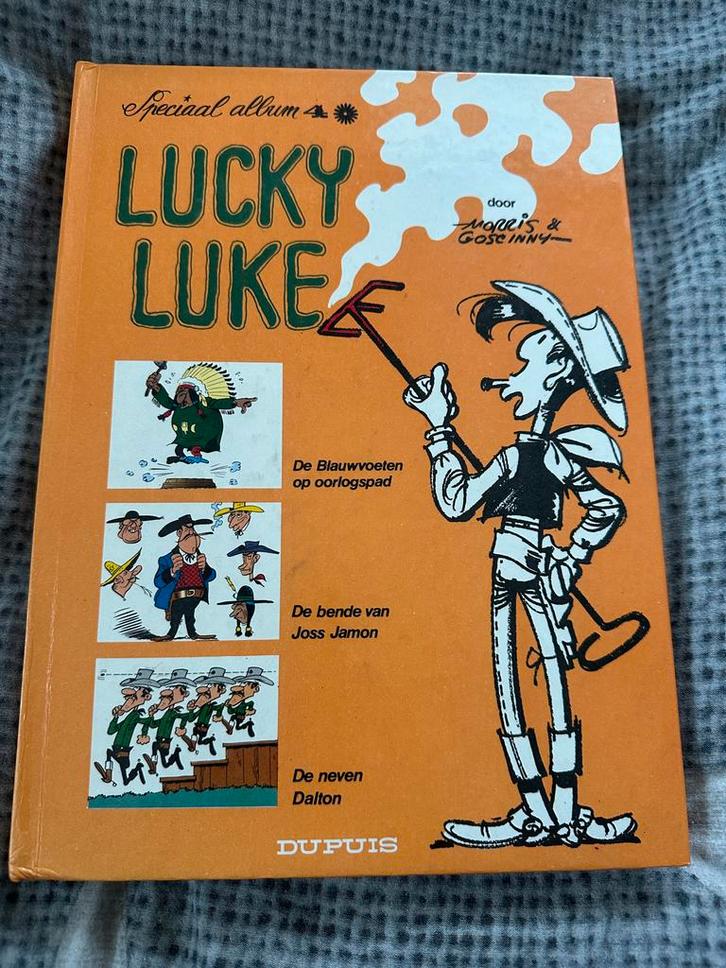 Speciaal album 4
LUCKY
LUKE
door
MORRIS &
GOSCINNY
De Blauwvoeten
op oorlogspad
De bende van
Joss Jamon
De neven
Dalton
DUPUIS